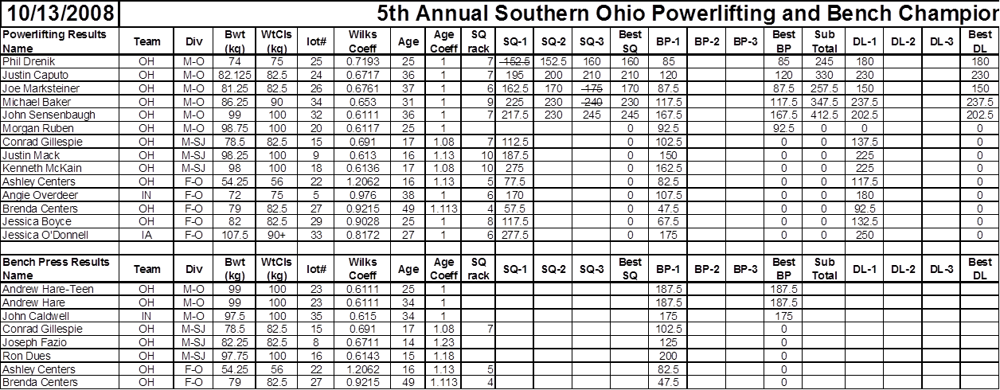 10/13/2008 5th Annual Southern Ohio Powerlifting and Bench Champior
Powerlifting Results Name Team Div Bwt (kg) WtCls (kg) lot# Wilks Coeff Age Age Coeff SQ rack SQ-1 SQ-2 SQ-3 Best SQ BP-1 BP-2 BP-3 Best BP Sub Total DL-1 DL-2 DL-3 Best DL
Phil Drenik OH M-O 74 75 25 0.7193 25 1 7 152.5 152.5 160 160 85 85 245 180 180
Justin Caputo OH M-O 82.125 82.5 24 0.6717 36 1 7 195 200 210 210 120 120 330 230 230
Joe Marksteiner OH M-O 81.25 82.5 26 0.6761 37 1 6 162.5 170 175 170 87.5 87.5 257.5 150 150
Michael Baker OH M-O 86.25 90 34 0.653 31 1 9 225 230 240 230 117.5 117.5 347.5 237.5 237.5
John Sensenbaugh OH M-O 99 100 32 0.6111 36 1 7 217.5 230 245 245 167.5 167.5 412.5 202.5 202.5
Morgan Ruben OH M-O 98.75 100 20 0.6117 25 1 0 92.5 92.5 0 0 0
Conrad Gillespie OH M-SJ 78.5 82.5 15 0.691 17 1.08 7 112.5 0 102.5 0 0 137.5 0
Justin Mack OH M-SJ 98.25 100 9 0.613 16 1.13 10 187.5 0 150 0 0 225 0
Kenneth McKain OH M-SJ 98 100 18 0.6136 17 1.08 10 275 0 162.5 0 0 225 0
Ashley Centers OH F-O 54.25 56 22 1.2062 16 1.13 5 77.5 0 82.5 0 0 117.5 0
Angie Overdeer IN F-O 72 75 5 0.976 38 1 6 170 0 107.5 0 0 180 0
Brenda Centers OH F-O 79 82.5 27 0.9215 49 1.113 4 57.5 0 47.5 0 0 92.5 0
Jessica Boyce OH F-O 82 82.5 29 0.9028 25 1 8 117.5 0 67.5 0 0 132.5 0
Jessica O'Donnell IA F-O 107.5 90+ 33 0.8172 27 1 6 277.5 0 175 0 0 250 0
Bench Press Results Name Team Div Bwt (kg) WtCls (kg) lot# Wilks Coeff Age Age Coeff SQ rack SQ-1 SQ-2 SQ-3 Best SQ BP-1 BP-2 BP-3 Best BP Sub Total DL-1 DL-2 DL-3 Best DL
Andrew Hare-Teen OH M-O 99 100 23 0.6111 25 1 187.5 187.5
Andrew Hare OH M-O 99 100 23 0.6111 34 1 187.5 187.5
John Caldwell IN M-O 97.5 100 35 0.615 34 1 175 175
Conrad Gillespie OH M-SJ 78.5 82.5 15 0.691 17 1.08 7 102.5 0
Joseph Fazio OH M-SJ 82.25 82.5 8 0.6711 14 1.23 125 0
Ron Dues OH M-SJ 97.75 100 16 0.6143 15 1.18 200 0
Ashley Centers OH F-O 54.25 56 22 1.2062 16 1.13 5 82.5 0
Brenda Centers OH F-O 79 82.5 27 0.9215 49 1.113 4 47.5 0